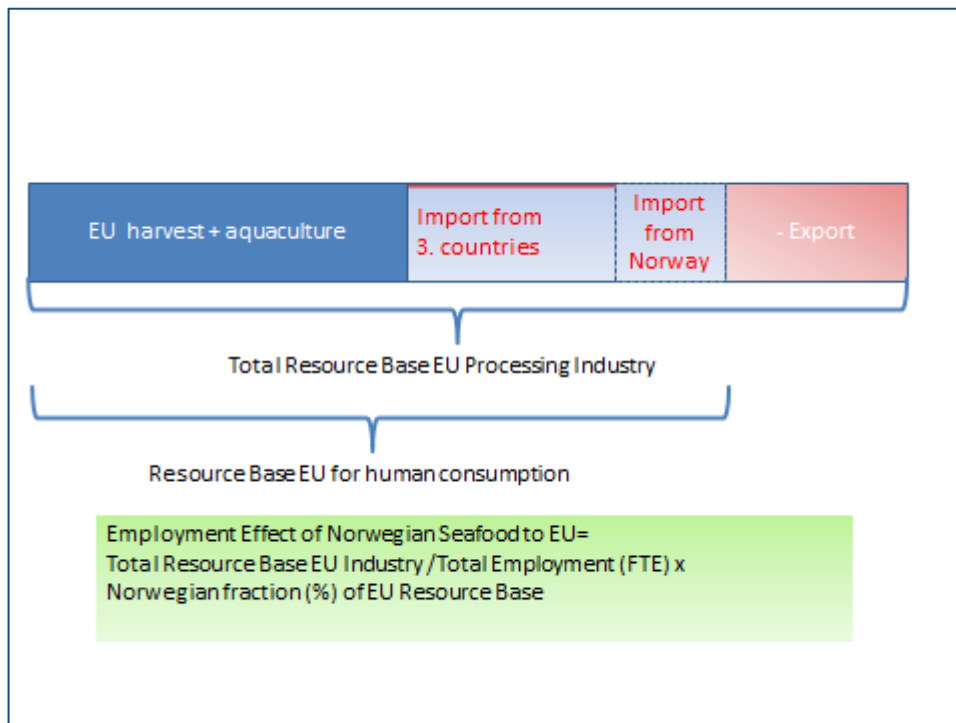 EU harvest + aquaculture
Import from
3. countries
Import
from
Norway
- Export
Total Resource Base EU Processing Industry
Resource Base EU for human consumption
Employment Effect of Norwegian Seafood to EU=
Total Resource Base EU Industry /Total Employment (FTE) x
Norwegian fraction (%) of EU Resource Base